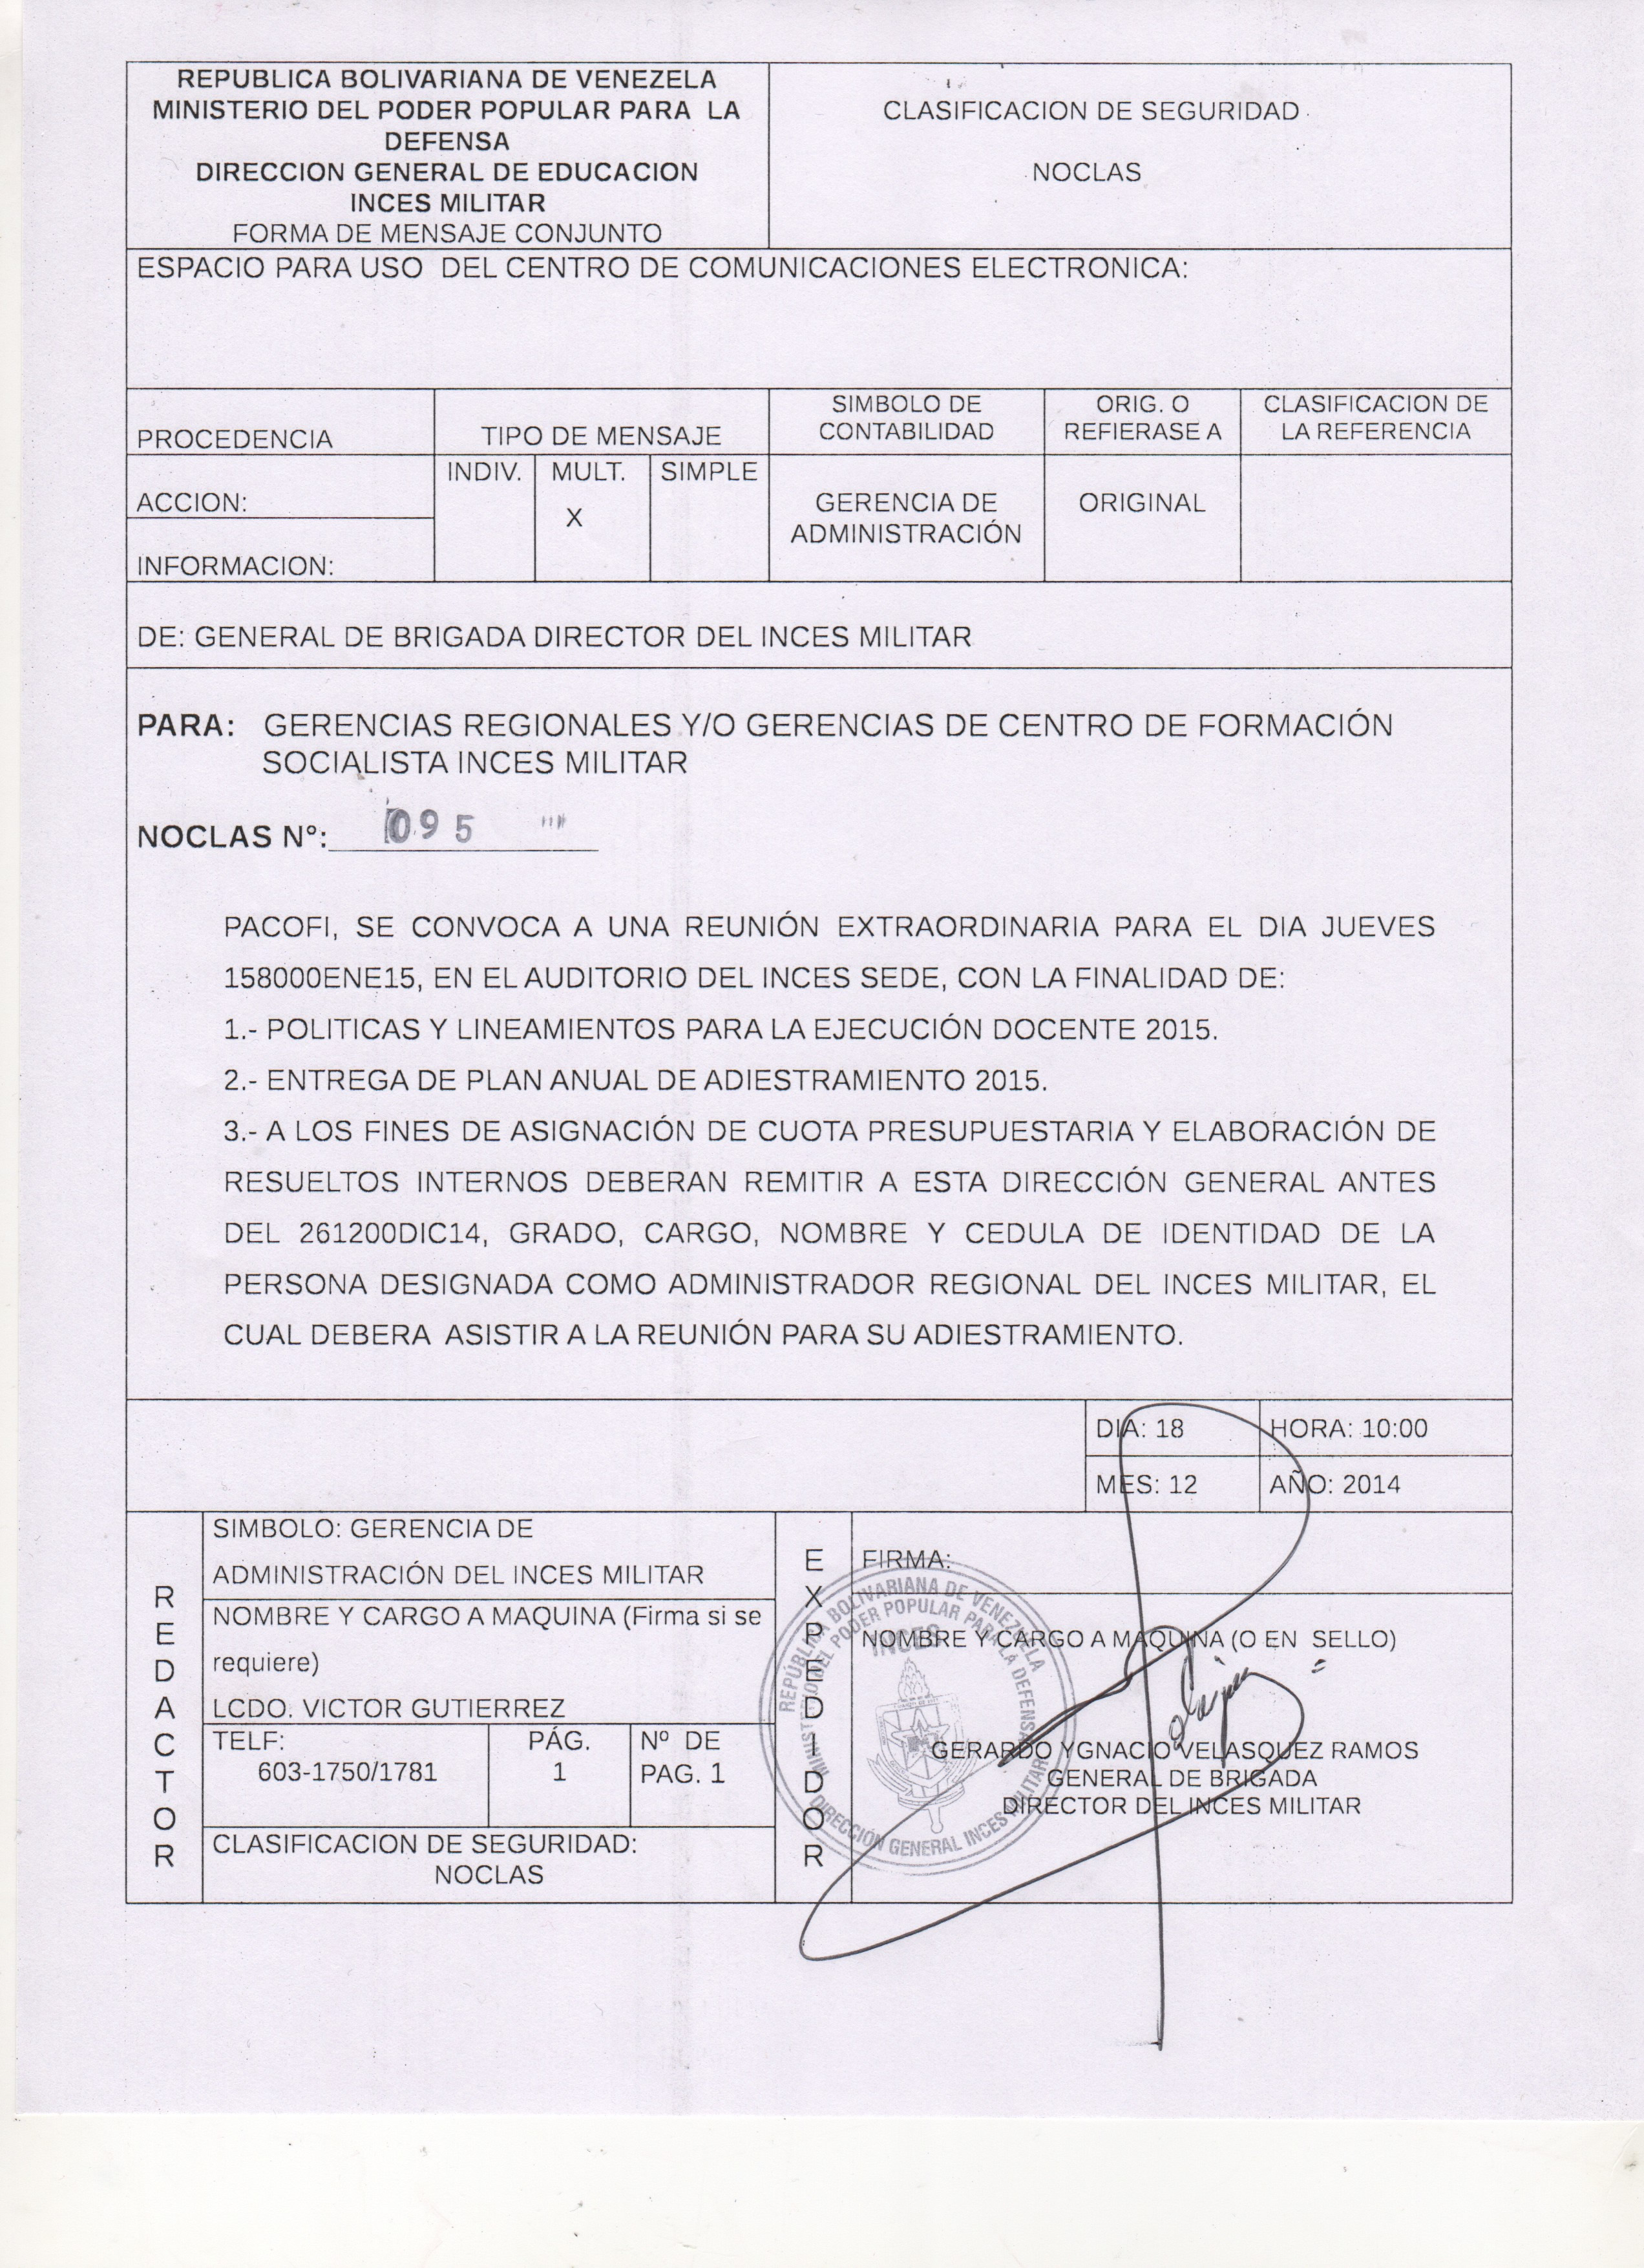 REPUBLICA BOLIVARIANA DE VENEZELA
MINISTERIO DEL PODER POPULAR PARA LA
DEFENSA
DIRECCION GENERAL DE EDUCACION
INCES MILITAR
FORMA DE MENSAJE CONJUNTO
CLASIFICACION DE SEGURIDAD
NOCLAS
ESPACIO PARA USO DEL CENTRO DE COMUNICACIONES ELECTRONICA:
PROCEDENCIA
TIPO DE MENSAJE
SIMBOLO DE
CONTABILIDAD
ORIG. O
REFIERASE A
CLASIFICACION DE
LA REFERENCIA
ACCION:
INFORMACION:
INDIV. MULT. SIMPLE
X
GERENCIA DE
ADMINISTRACIÓN
ORIGINAL
DE: GENERAL DE BRIGADA DIRECTOR DEL INCES MILITAR
PARA: GERENCIAS REGIONALES Y/O GERENCIAS DE CENTRO DE FORMACIÓN
SOCIALISTA INCES MILITAR
NOCLAS N°: 095 ""
PACOFI, SE CONVOCA A UNA REUNIÓN EXTRAORDINARIA PARA EL DIA JUEVES
158000ENE15, EN EL AUDITORIO DEL INCES SEDE, CON LA FINALIDAD DE:
1.- POLITICAS Y LINEAMIENTOS PARA LA EJECUCIÓN DOCENTE 2015.
2.- ENTREGA DE PLAN ANUAL DE ADIESTRAMIENTO 2015.
3.- A LOS FINES DE ASIGNACIÓN DE CUOTA PRESUPUESTARIA Y ELABORACIÓN DE
RESUELTOS INTERNOS DEBERAN REMITIR A ESTA DIRECCIÓN GENERAL ANTES
DEL 261200DIC14, GRADO, CARGO, NOMBRE Y CEDULA DE IDENTIDAD DE LA
PERSONA DESIGNADA COMO ADMINISTRADOR REGIONAL DEL INCES MILITAR, EL
CUAL DEBERA ASISTIR A LA REUNIÓN PARA SU ADIESTRAMIENTO.
DIA: 18
HORA: 10:00
MES: 12
AÑO: 2014
REDACTOR
SIMBOLO: GERENCIA DE
ADMINISTRACIÓN DEL INCES MILITAR
NOMBRE Y CARGO A MAQUINA (Firma si se
requiere)
LCDO. VICTOR GUTIERREZ
TELF:
603-1750/1781
PÁG.
1
Nº DE
PAG. 1
CLASIFICACION DE SEGURIDAD:
NOCLAS
EXPEDIDOR
FIRMA:
NOMBRE Y CARGO A MAQUINA (O EN SELLO)
GERARDO YGNACIO VELASQUEZ RAMOS
GENERAL DE BRIGADA
DIRECTOR DEL INCES MILITAR
REPÚBLICA BOLIVARIANA DE VENEZUELA
MINISTERIO DEL PODER POPULAR PARA LA DEFENSA
INCES
DIRECCIÓN GENERAL INCES MILITAR